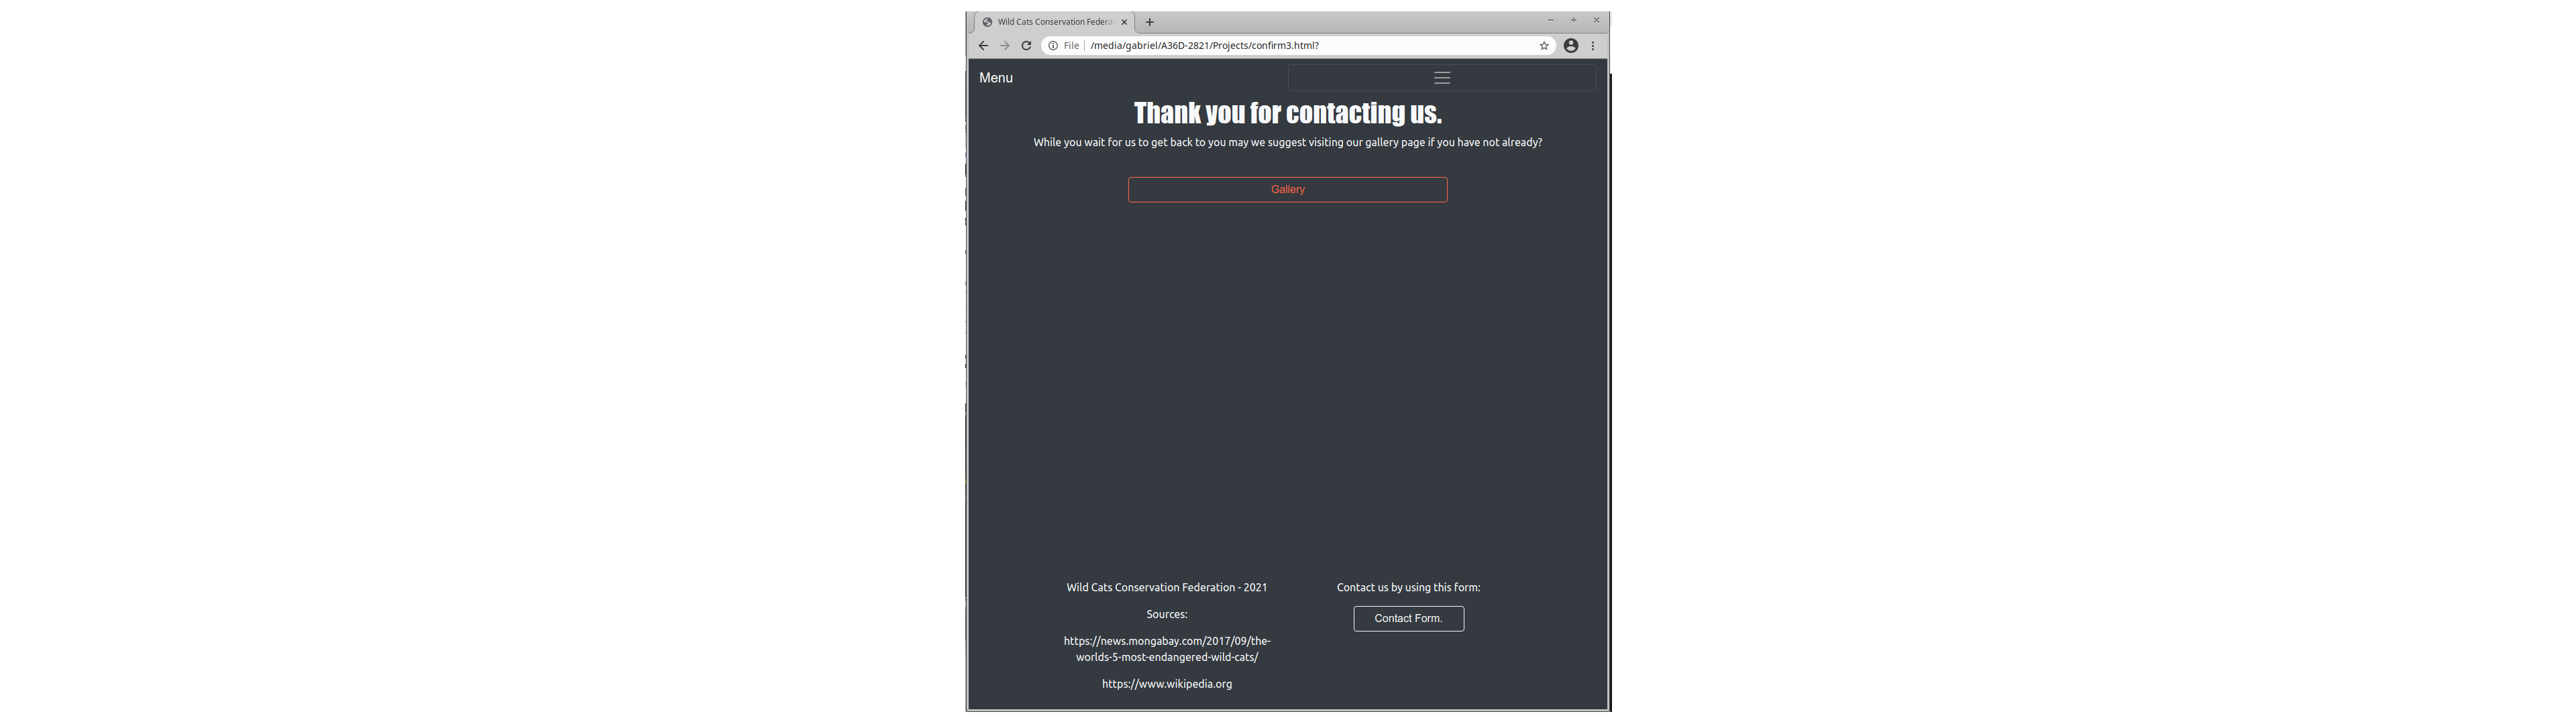 Wild Cats Conservation Federa
File | /media/gabriel/A36D-2821/Projects/confirm3.html?
Menu
Thank you for contacting us.
While you wait for us to get back to you may we suggest visiting our gallery page if you have not already?
Gallery
Wild Cats Conservation Federation - 2021
Sources:
https://news.mongabay.com/2017/09/the-
worlds-5-most-endangered-wild-cats/
https://www.wikipedia.org
Contact us by using this form:
Contact Form.